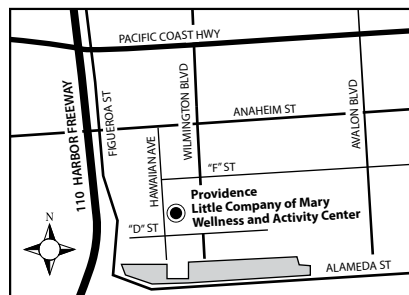 PACIFIC COAST HWY
110 HARBOR FREEWAY
FIGUEROA ST
HAWAIIAN AVE
WILMINGTON BLVD
AVALON BLVD
ANAHEIM ST
"F" ST
Providence
Little Company of Mary
Wellness and Activity Center
"D" ST
N
ALAMEDA ST